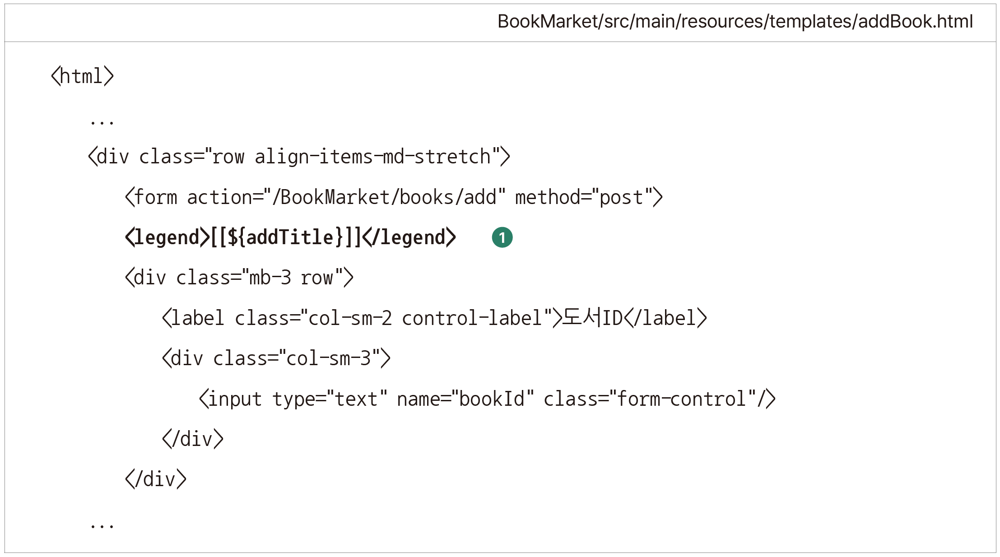 BookMarket/src/main/resources/templates/addBook.html
<html>
...
<div class="row align-items-md-stretch">
<form action="/BookMarket/books/add" method="post">
<legend>[[${addTitle}]]</legend> 1
<div class="mb-3 row">
<label class="col-sm-2 control-label">도서ID</label>
<div class="col-sm-3">
<input type="text" name="bookId" class="form-control"/>
</div>
</div>
...